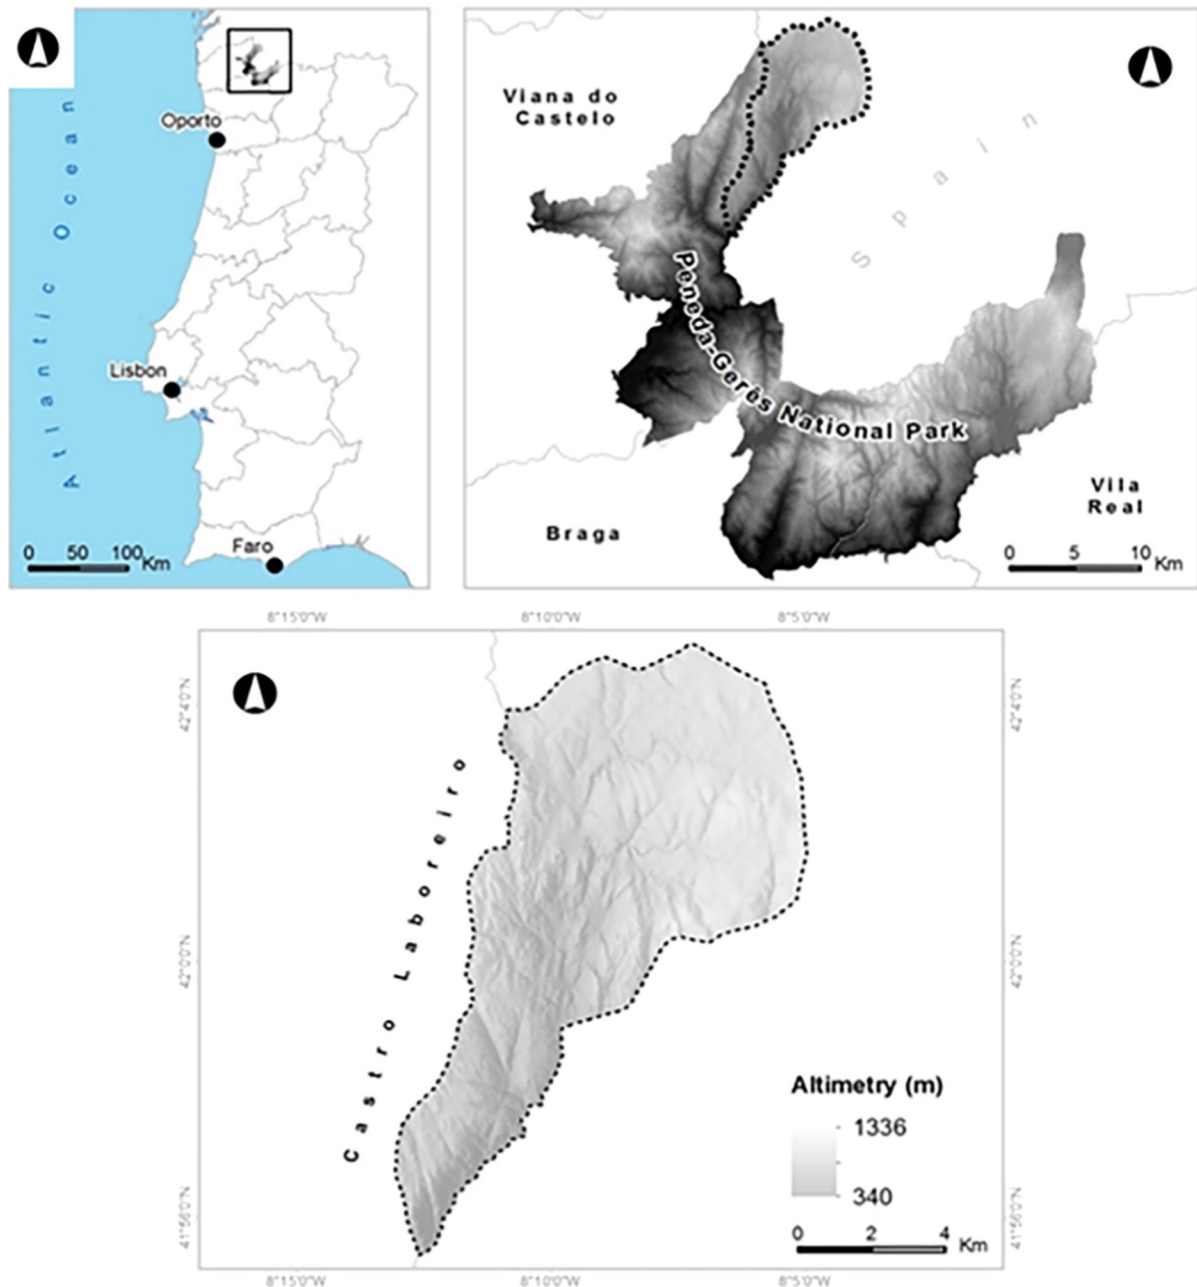 Oporto
Atlantic Ocean
Lisbon
Faro
0 50 100 Km
Viana do
Castelo
Spain
Peneda-Gerês National Park
Vila
Real
Braga
0 5 10 Km
8°15'0"W 8°10'0"W 8°5'0"W
42°4'0"N 42°4'0"N
Castro Laboreiro
42°0'0"N 42°0'0"N
Altimetry (m)
1336
340
41°56'0"N 41°56'0"N
0 2 4 Km
8°15'0"W 8°10'0"W 8°5'0"W